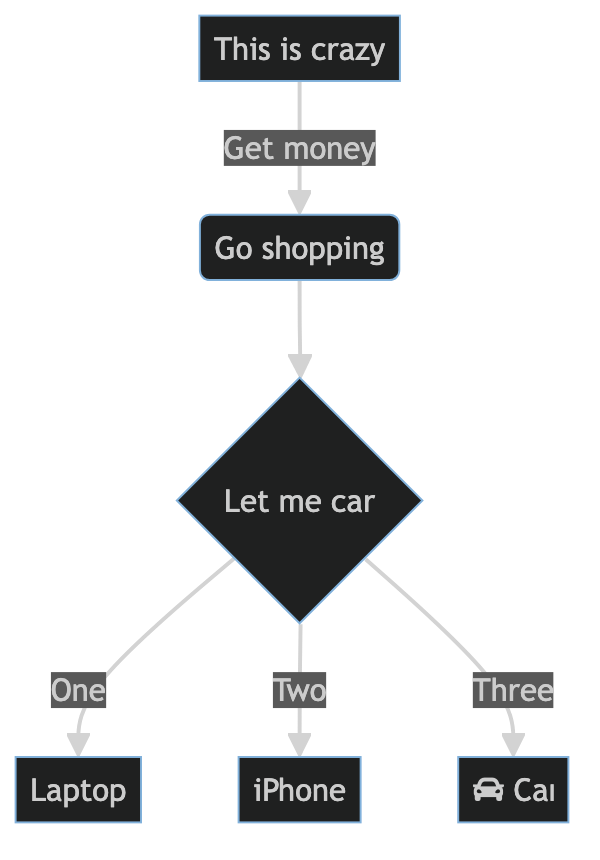 This is crazy
Get money
Go shopping
Let me car
One
Two
Three
Laptop
iPhone
Car